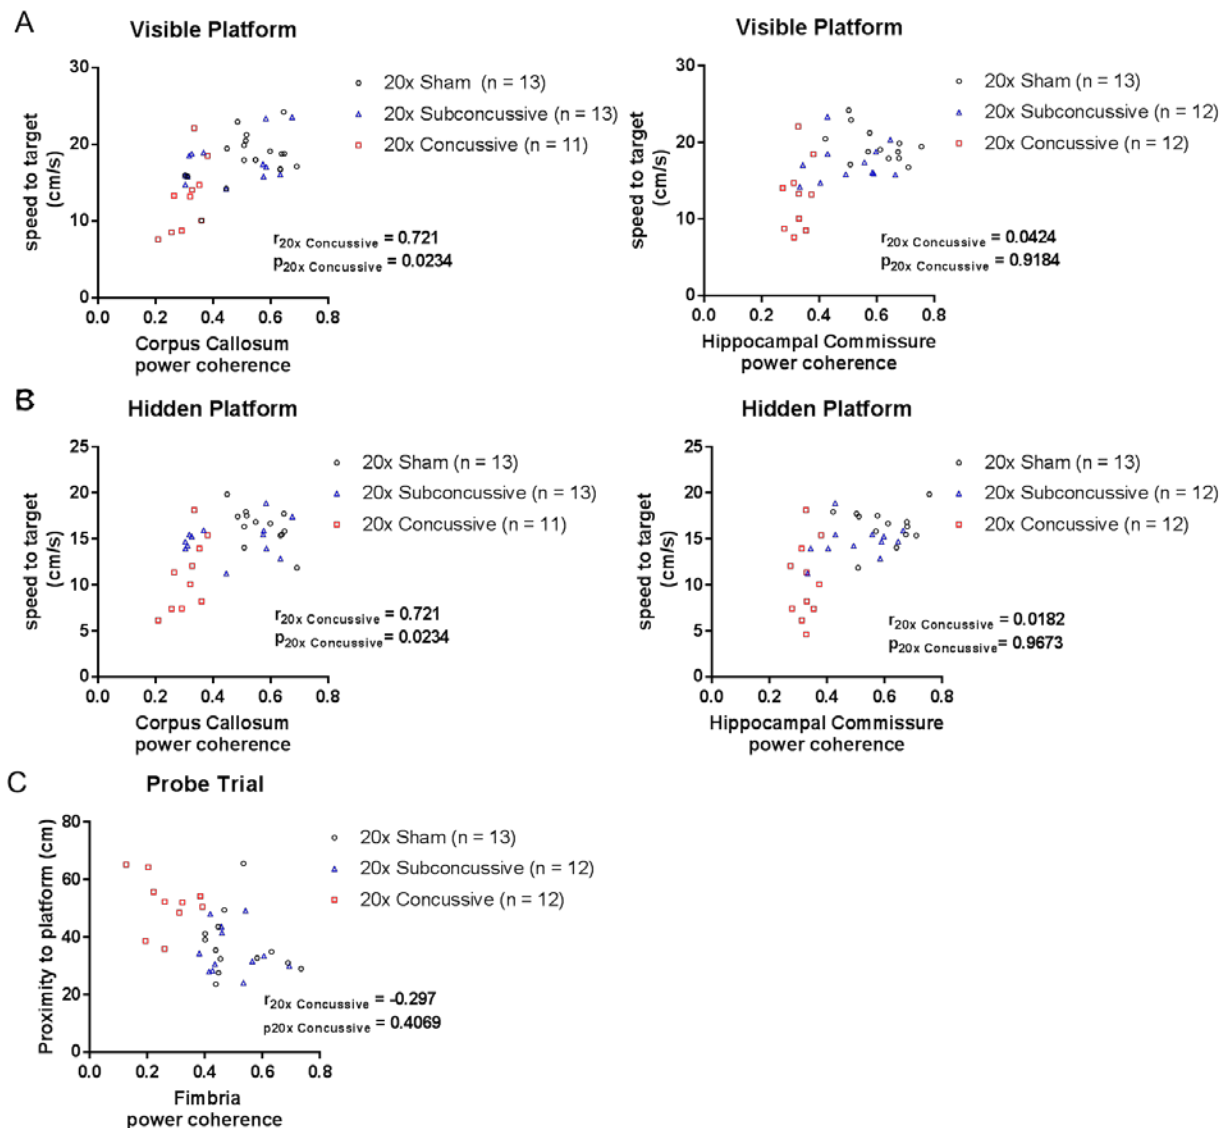 A
Visible Platform
30
20
10
0
speed to target
(cm/s)
20x Sham (n = 13)
20x Subconcussive (n = 13)
20x Concussive (n = 11)
r20x Concussive = 0.721
p20x Concussive = 0.0234
0.0 0.2 0.4 0.6 0.8
Corpus Callosum
power coherence
Visible Platform
30
20
10
0
speed to target
(cm/s)
20x Sham (n = 13)
20x Subconcussive (n = 12)
20x Concussive (n = 12)
r20x Concussive = 0.0424
p20x Concussive = 0.9184
0.0 0.2 0.4 0.6 0.8
Hippocampal Commissure
power coherence
B
Hidden Platform
25
20
15
10
5
0
speed to target
(cm/s)
20x Sham (n = 13)
20x Subconcussive (n = 13)
20x Concussive (n = 11)
r20x Concussive = 0.721
p20x Concussive = 0.0234
0.0 0.2 0.4 0.6 0.8
Corpus Callosum
power coherence
Hidden Platform
25
20
15
10
5
0
speed to target
(cm/s)
20x Sham (n = 13)
20x Subconcussive (n = 12)
20x Concussive (n = 12)
r20x Concussive = 0.0182
p20x Concussive = 0.9673
0.0 0.2 0.4 0.6 0.8
Hippocampal Commissure
power coherence
C
Probe Trial
80
60
40
20
0
Proximity to platform (cm)
20x Sham (n = 13)
20x Subconcussive (n = 12)
20x Concussive (n = 12)
r20x Concussive = -0.297
p20x Concussive = 0.4069
0.0 0.2 0.4 0.6 0.8
Fimbria
power coherence